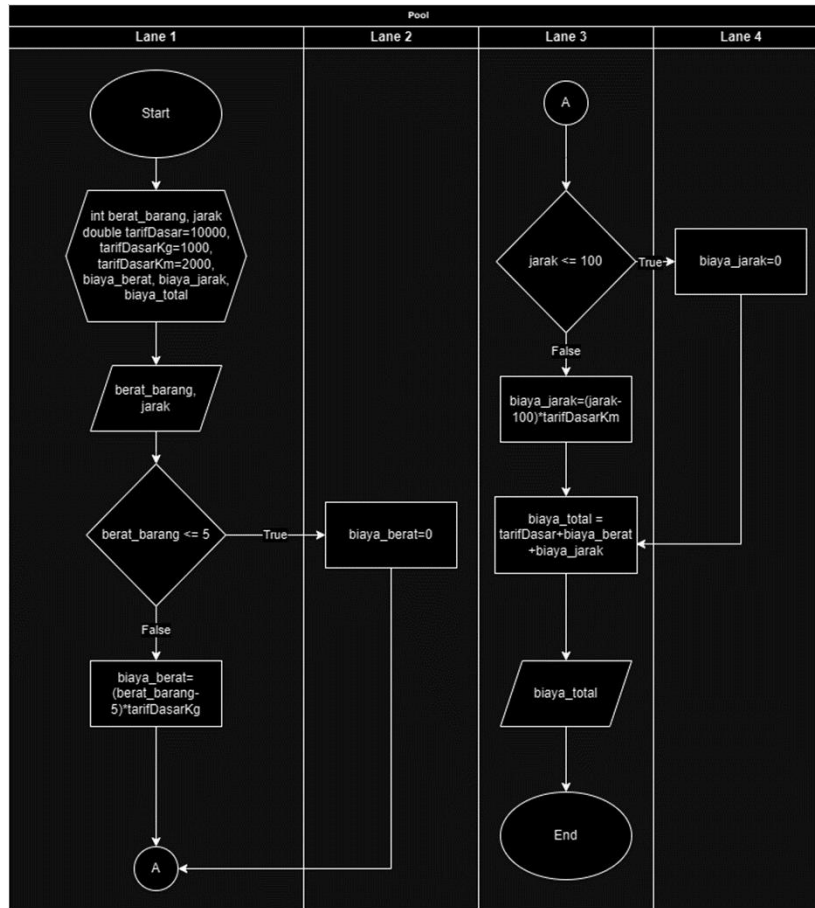 Pool
Lane 1
Lane 2
Lane 3
Lane 4
Start
int berat_barang, jarak
double tarifDasar=10000,
tarifDasarKg=1000,
tarifDasarKm=2000,
biaya_berat, biaya_jarak,
biaya_total
berat_barang,
jarak
berat_barang <= 5
True
biaya_berat=0
False
biaya_berat=
(berat_barang-
5)*tarifDasarKg
A
A
jarak <= 100
True
biaya_jarak=0
False
biaya_jarak=(jarak-
100)*tarifDasarKm
biaya_total =
tarifDasar+biaya_berat
+biaya_jarak
biaya_total
End